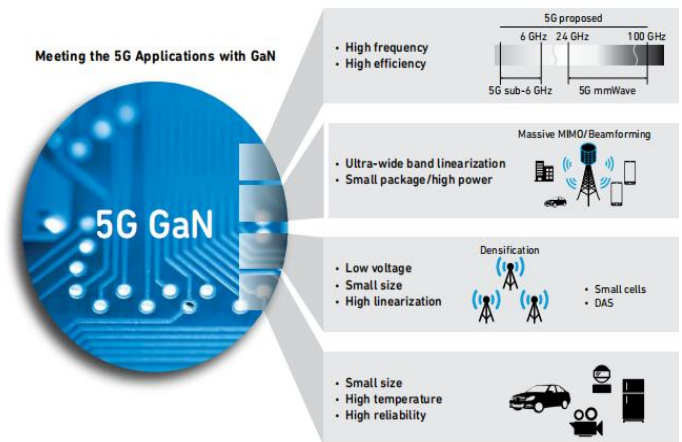 Meeting the 5G Applications with GaN
5G GaN
• High frequency
• High efficiency
5G proposed
6 GHz
24 GHz
100 GHz
5G sub-6 GHz
5G mmWave
• Ultra-wide band linearization
• Small package/high power
Massive MIMO/Beamforming
• Low voltage
• Small size
• High linearization
Densification
• Small cells
• DAS
• Small size
• High temperature
• High reliability